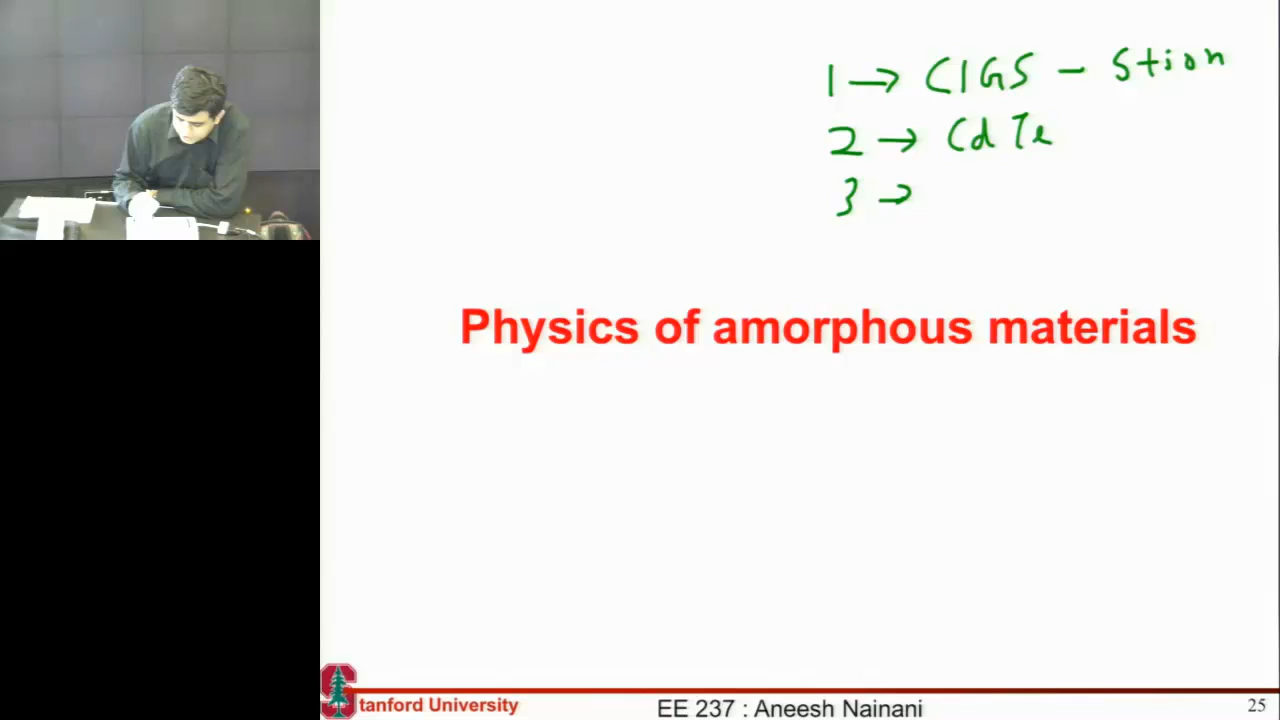 1 → CIGS - Stion
2 → CdTe
3 →
Physics of amorphous materials
Stanford University
EE 237 : Aneesh Nainani
25